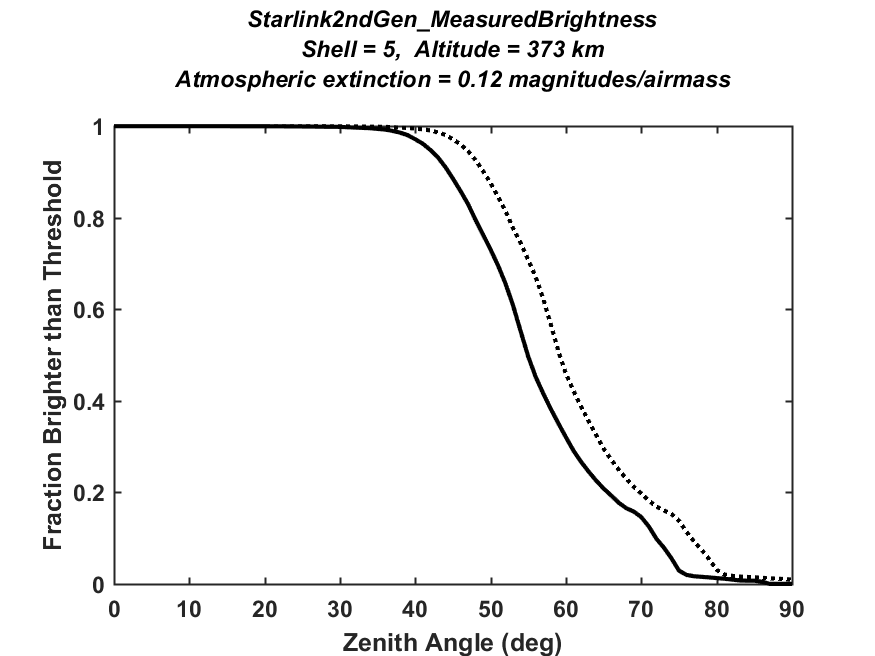 Starlink2ndGen_MeasuredBrightness
Shell = 5,  Altitude = 373 km
Atmospheric extinction = 0.12 magnitudes/airmass
Fraction Brighter than Threshold
1
0.8
0.6
0.4
0.2
0
0 10 20 30 40 50 60 70 80 90
Zenith Angle (deg)